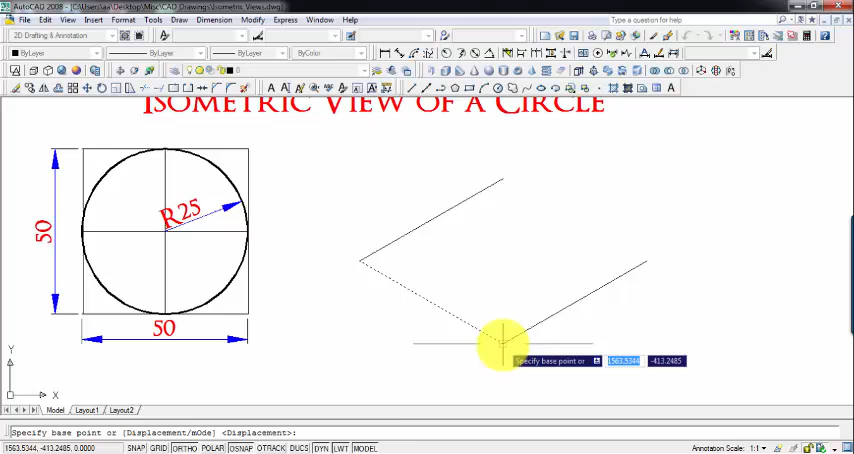 AutoCAD 2008 - [C:\Users\aa\Desktop\Misc\CAD Drawings\Isometric Views.dwg]
File Edit View Insert Format Tools Draw Dimension Modify Express Window Help
Type a question for help
2D Drafting & Annotation
ByLayer ByLayer ByLayer ByColor
0
ISOMETRIC VIEW OF A CIRCLE
R25
50
50
Specify base point or 1563.5344 -413.2485
Y
X
Model Layout1 Layout2
Specify base point or [Displacement/mOde] <Displacement>:
1563.5344, -413.2485, 0.0000 SNAP GRID ORTHO POLAR OSNAP OTRACK DUCS DYN LWT MODEL Annotation Scale: 1:1